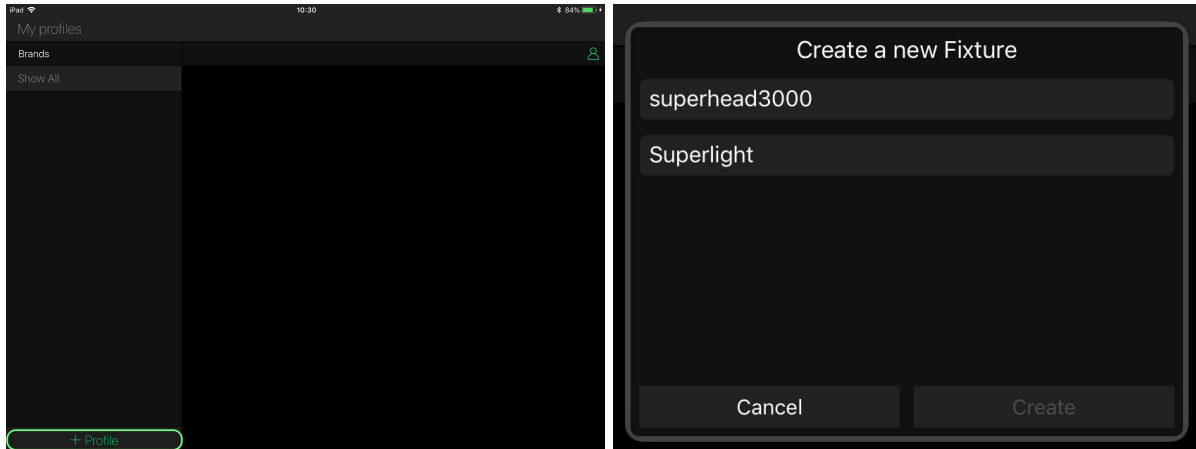 iPad 10:30 84%
My profiles
Brands
Show All
+ Profile
Create a new Fixture
superhead3000
Superlight
Cancel Create